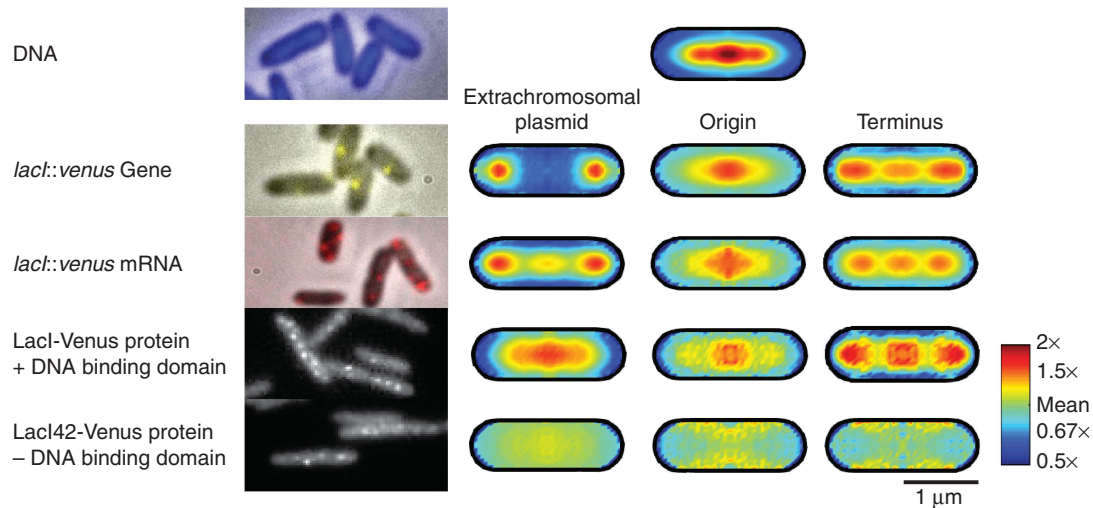 DNA
Extrachromosomal
plasmid
Origin
Terminus
lacI::venus Gene
lacI::venus mRNA
LacI-Venus protein
+ DNA binding domain
LacI42-Venus protein
– DNA binding domain
2×
1.5×
Mean
0.67×
0.5×
1 μm